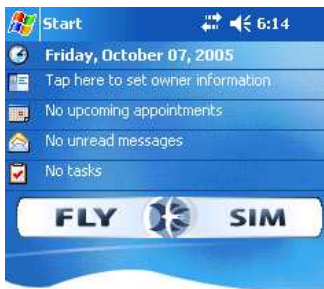 Start 6:14
Friday, October 07, 2005
Tap here to set owner information
No upcoming appointments
No unread messages
No tasks
FLY SIM